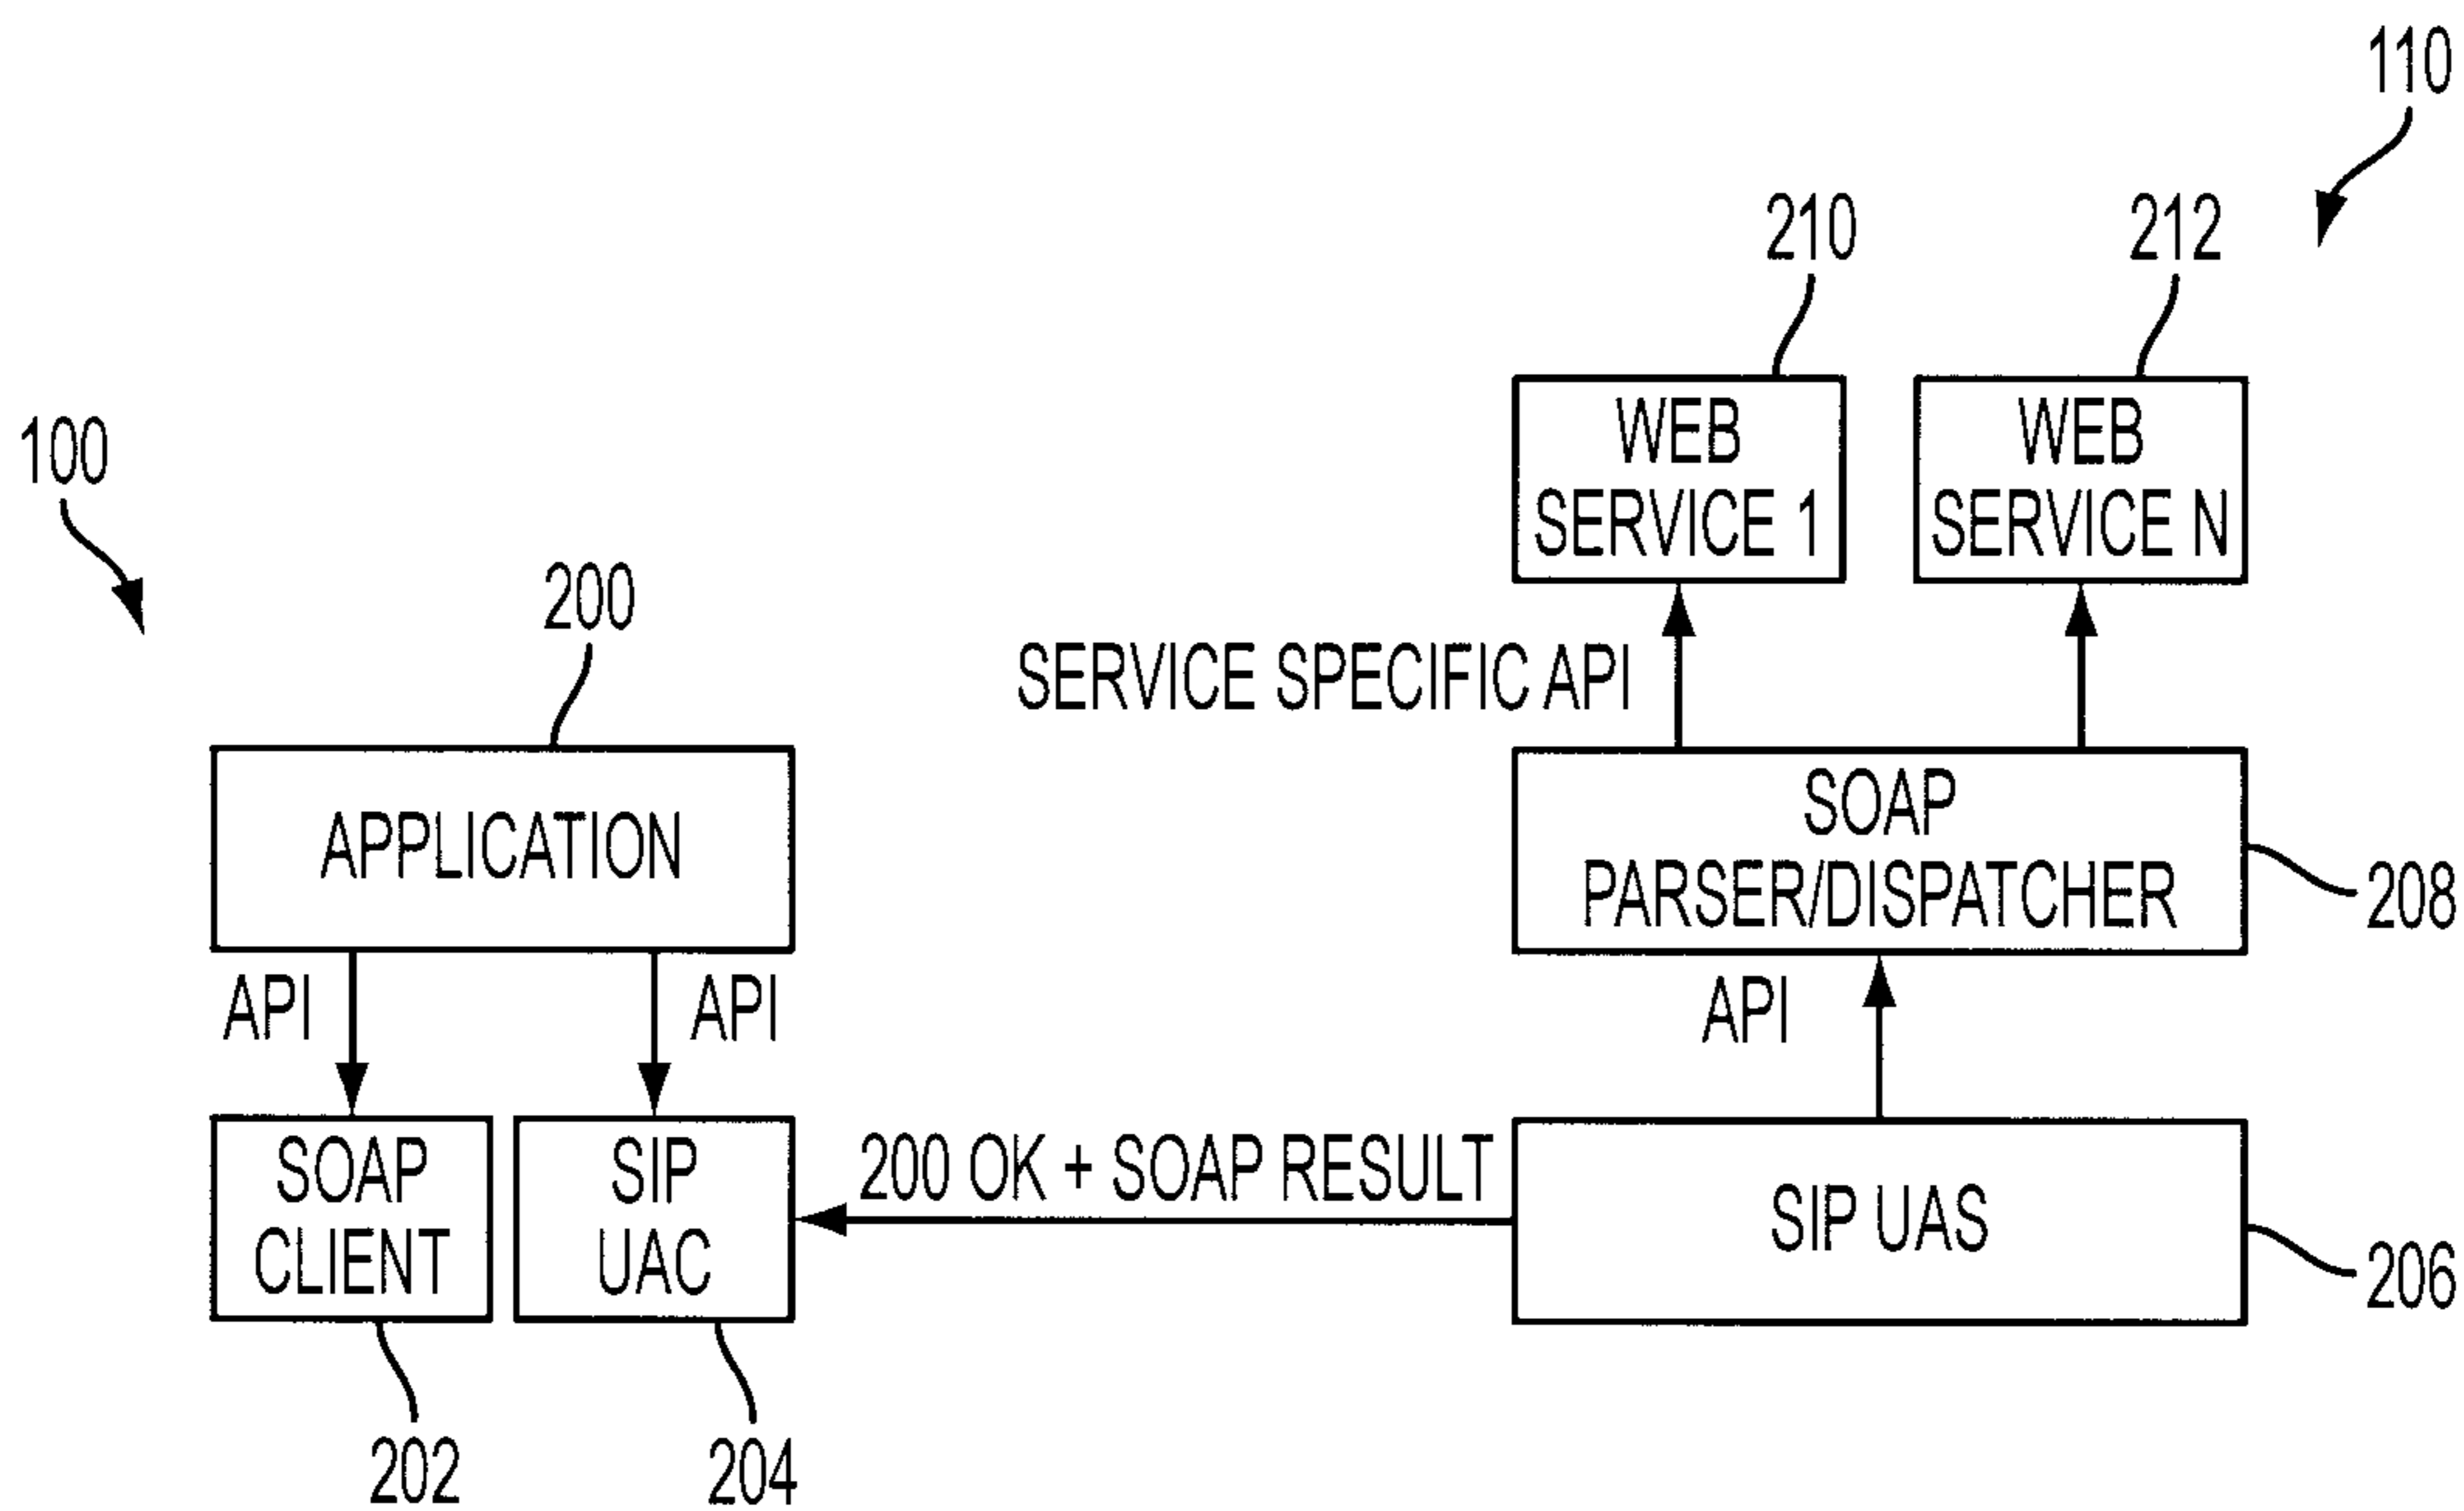 110
210
212
WEB
SERVICE 1
WEB
SERVICE N
100
200
SERVICE SPECIFIC API
APPLICATION
SOAP
PARSER/DISPATCHER
208
API
API
API
SOAP
CLIENT
SIP
UAC
200 OK + SOAP RESULT
SIP UAS
206
202
204